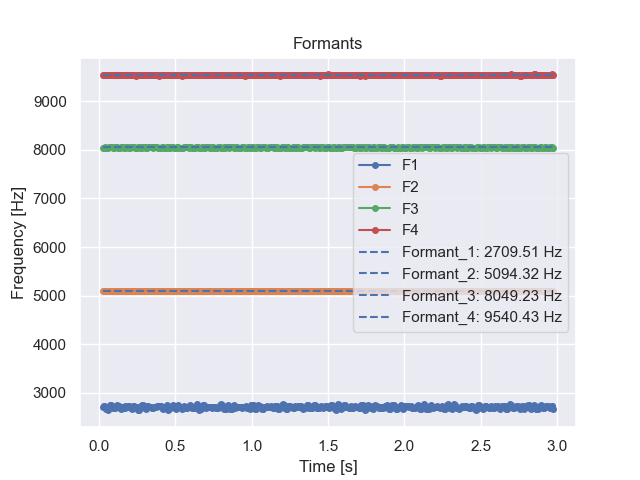 Formants
Frequency [Hz]
9000
8000
7000
6000
5000
4000
3000
F1
F2
F3
F4
Formant_1: 2709.51 Hz
Formant_2: 5094.32 Hz
Formant_3: 8049.23 Hz
Formant_4: 9540.43 Hz
0.0 0.5 1.0 1.5 2.0 2.5 3.0
Time [s]